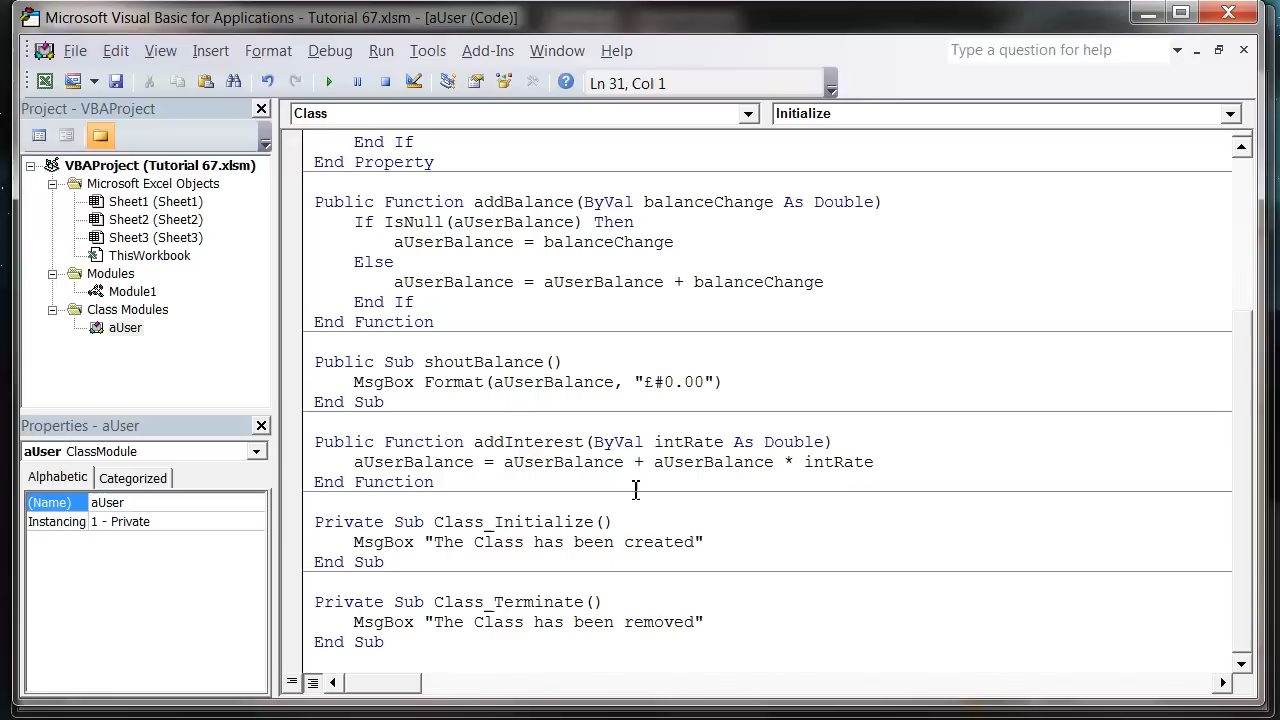 Microsoft Visual Basic for Applications - Tutorial 67.xlsm - [aUser (Code)]
File Edit View Insert Format Debug Run Tools Add-Ins Window Help
Type a question for help
Ln 31, Col 1
Project - VBAProject
VBAProject (Tutorial 67.xlsm)
Microsoft Excel Objects
Sheet1 (Sheet1)
Sheet2 (Sheet2)
Sheet3 (Sheet3)
ThisWorkbook
Modules
Module1
Class Modules
aUser
Properties - aUser
aUser ClassModule
Alphabetic Categorized
(Name) aUser
Instancing 1 - Private
Class Initialize
End If
End Property
Public Function addBalance(ByVal balanceChange As Double)
If IsNull(aUserBalance) Then
aUserBalance = balanceChange
Else
aUserBalance = aUserBalance + balanceChange
End If
End Function
Public Sub shoutBalance()
MsgBox Format(aUserBalance, "£#0.00")
End Sub
Public Function addInterest(ByVal intRate As Double)
aUserBalance = aUserBalance + aUserBalance * intRate
End Function
Private Sub Class_Initialize()
MsgBox "The Class has been created"
End Sub
Private Sub Class_Terminate()
MsgBox "The Class has been removed"
End Sub